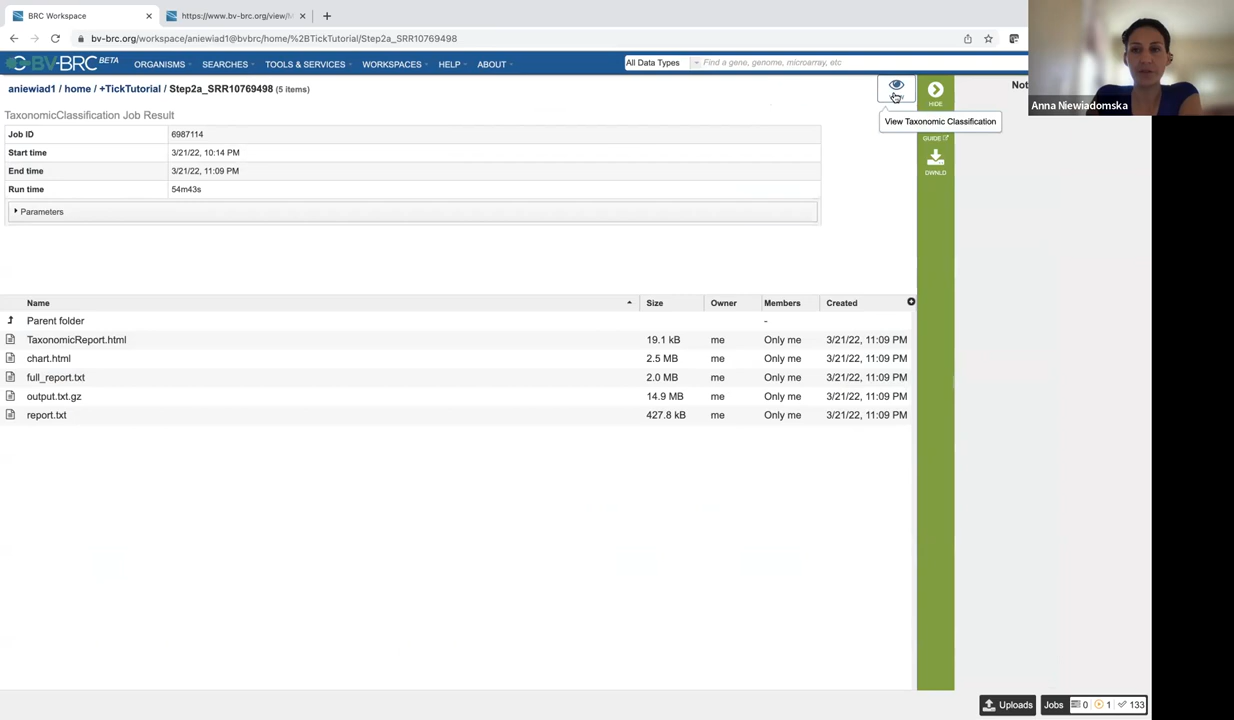 BRC Workspace
https://www.bv-brc.org/view/M
bv-brc.org/workspace/aniewiad1@bvbrc/home/%2BTickTutorial/Step2a_SRR10769498
BV-BRC BETA
ORGANISMS
SEARCHES
TOOLS & SERVICES
WORKSPACES
HELP
ABOUT
All Data Types
Find a gene, genome, microarray, etc
aniewiad1 / home / +TickTutorial / Step2a_SRR10769498 (5 items)
HIDE
Not
Anna Niewiadomska
View Taxonomic Classification
GUIDE
DWNLD
TaxonomicClassification Job Result
Job ID 6987114
Start time 3/21/22, 10:14 PM
End time 3/21/22, 11:09 PM
Run time 54m43s
Parameters
Name Size Owner Members Created
Parent folder -
TaxonomicReport.html 19.1 kB me Only me 3/21/22, 11:09 PM
chart.html 2.5 MB me Only me 3/21/22, 11:09 PM
full_report.txt 2.0 MB me Only me 3/21/22, 11:09 PM
output.txt.gz 14.9 MB me Only me 3/21/22, 11:09 PM
report.txt 427.8 kB me Only me 3/21/22, 11:09 PM
Uploads
Jobs 0 1 133